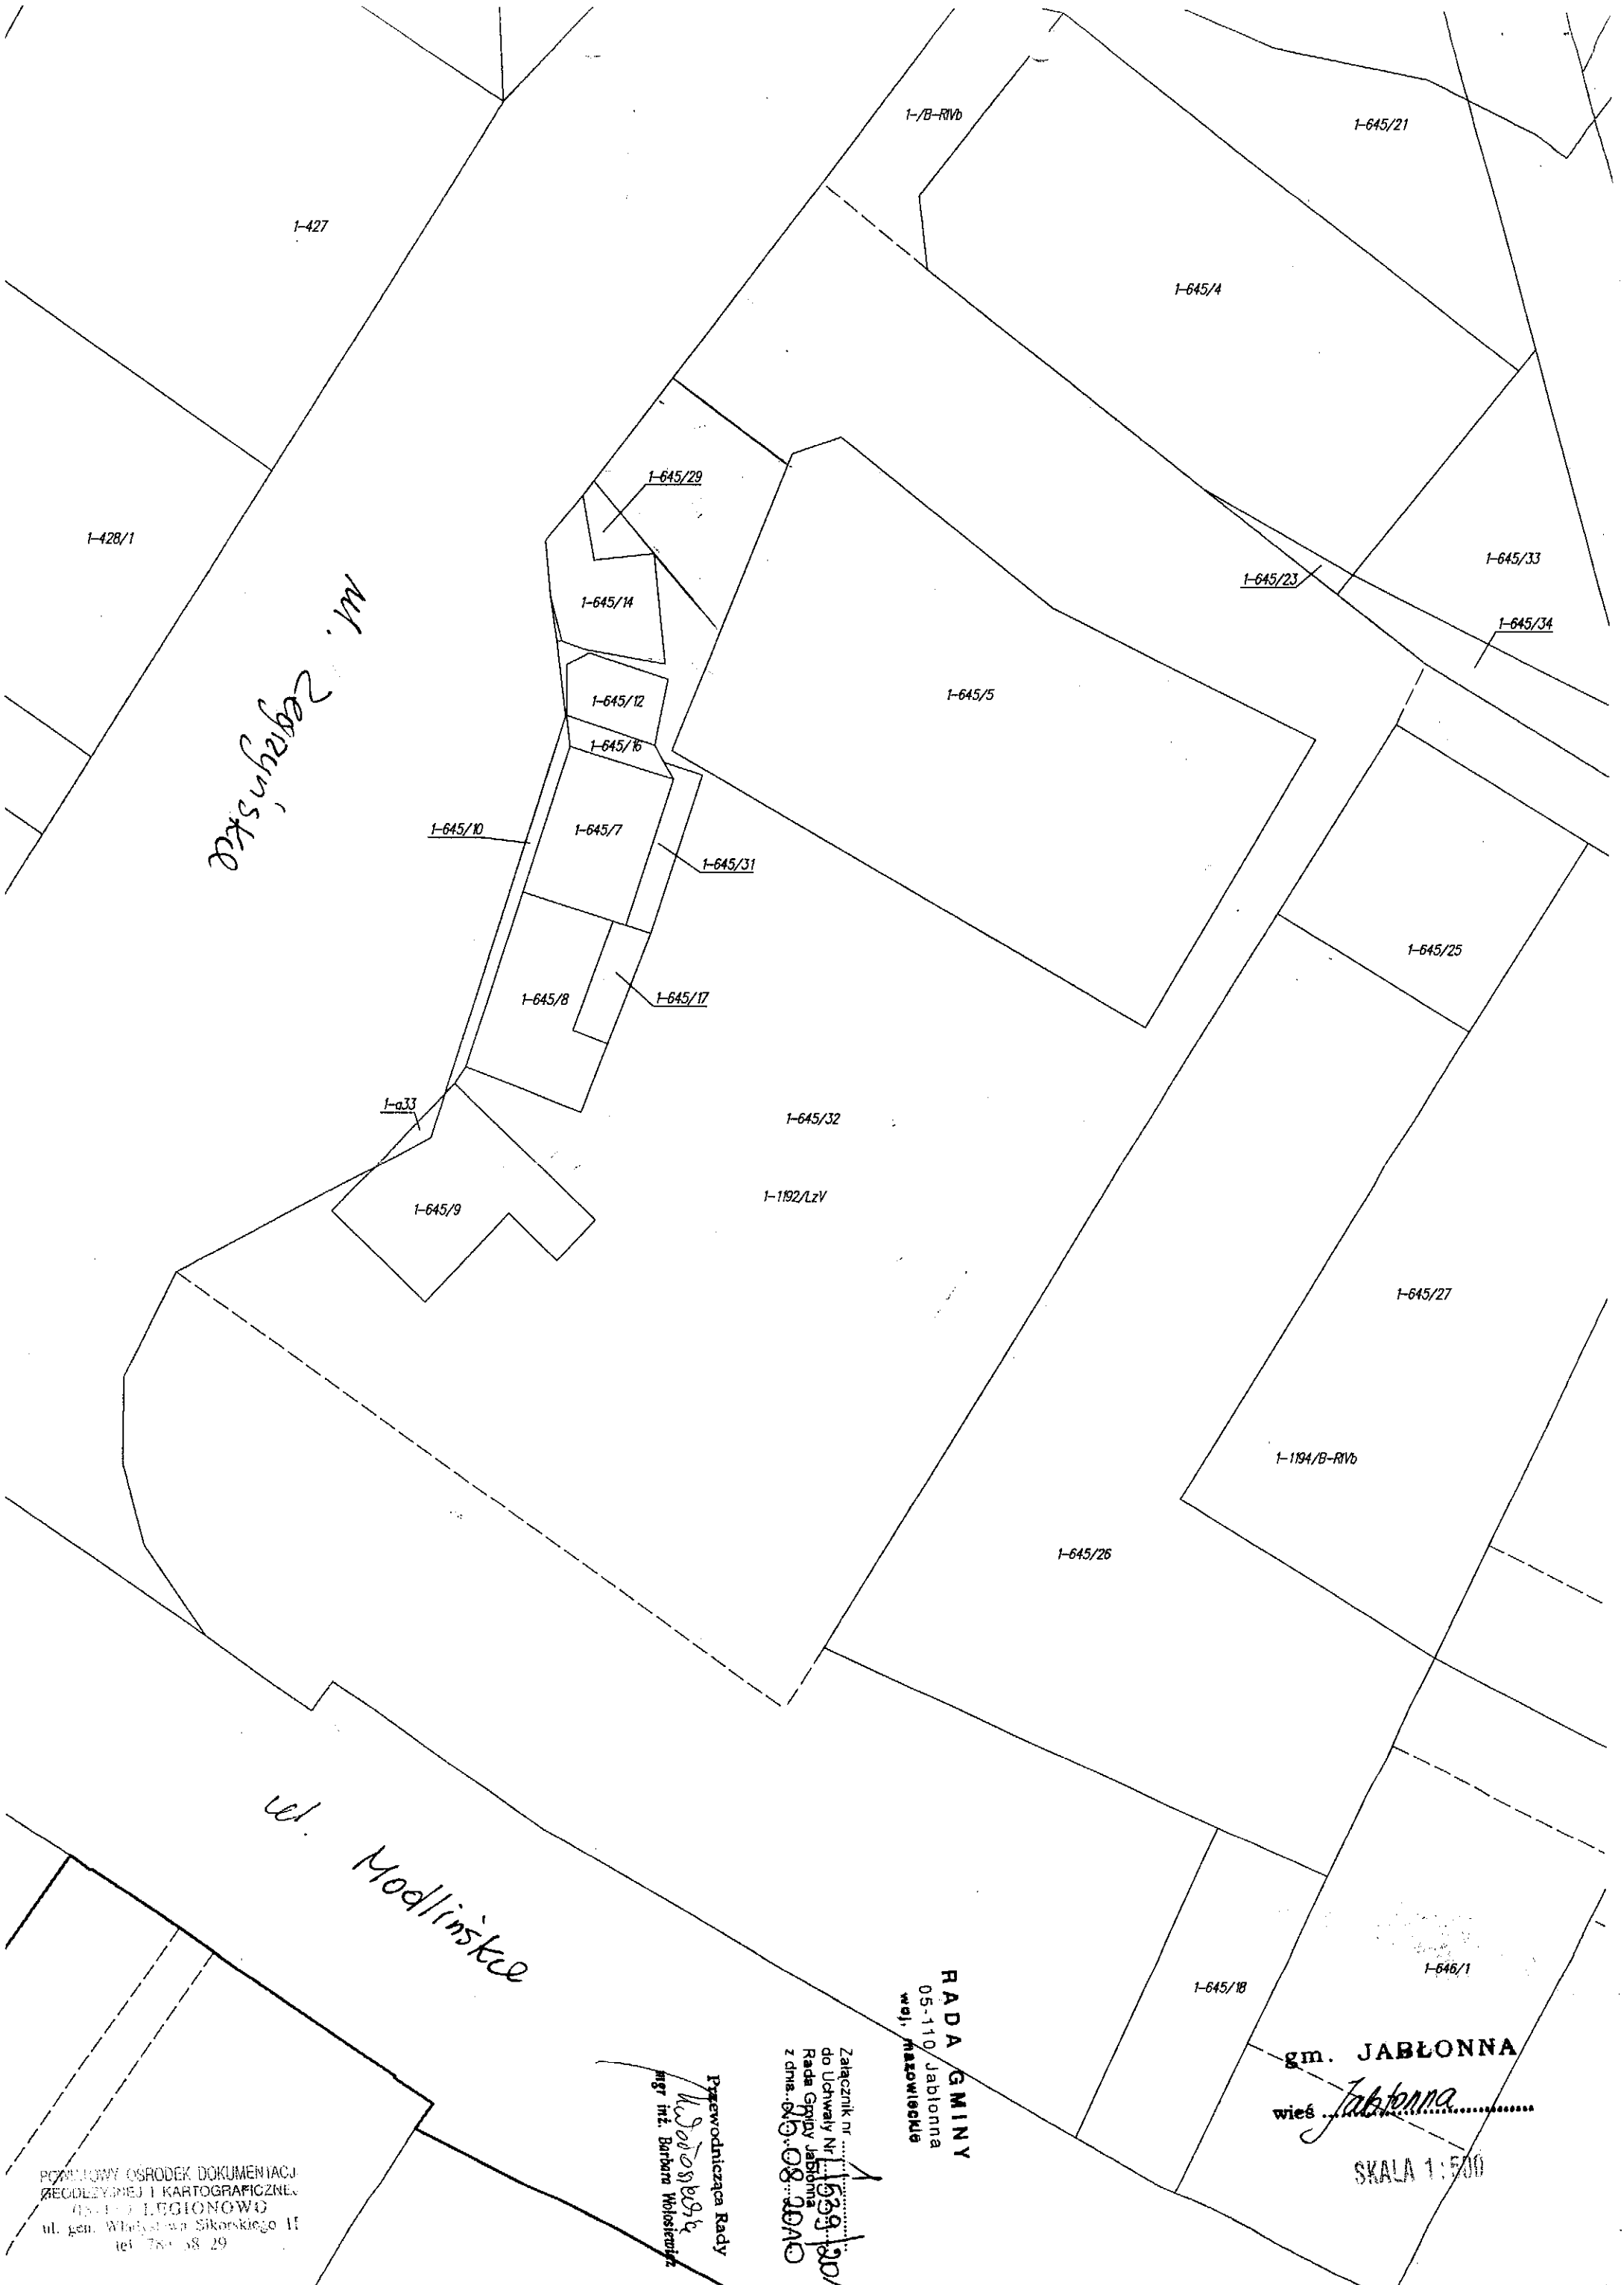 1-/B-RIVb
1-645/21
1-427
1-645/4
1-645/29
1-428/1
1-645/33
1-645/23
1-645/14
1-645/34
ul. Zegrzyńska
1-645/12
1-645/5
1-645/16
1-645/10
1-645/7
1-645/31
1-645/25
1-645/8
1-645/17
1-a33
1-645/32
1-1192/LzV
1-645/9
1-645/27
1-1194/B-RIVb
1-645/26
ul. Modlińska
1-645/18
1-646/1
RADA GMINY
05-110 Jabłonna
woj. mazowieckie
Załącznik nr 1
do Uchwały Nr
Rada Gminy Jabłonna
z dnia 25.08.2010
Przewodnicząca Rady
mgr inż. Barbara Wołosiewicz
gm. JABŁONNA
wieś Jabłonna
SKALA 1:500
POWIATOWY OŚRODEK DOKUMENTACJI
GEODEZYJNEJ I KARTOGRAFICZNEJ
LEGIONOWO
ul. gen. Władysława Sikorskiego 11
tel.